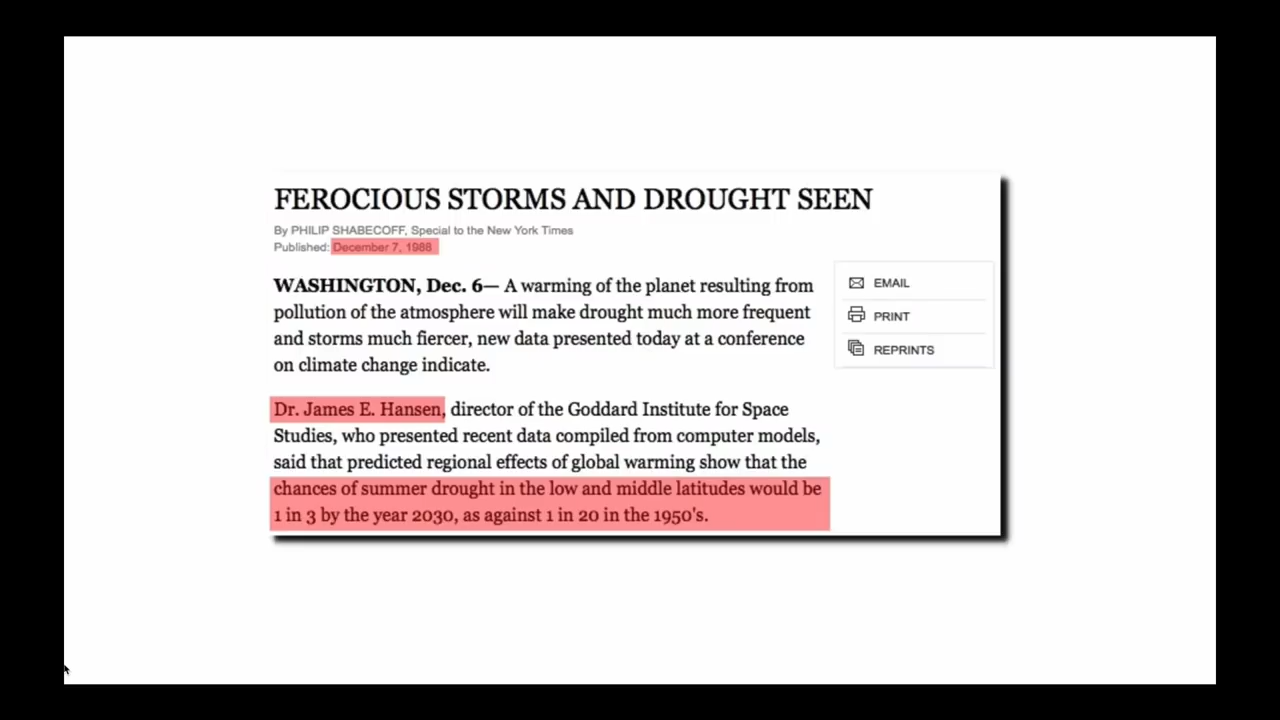 FEROCIOUS STORMS AND DROUGHT SEEN
By PHILIP SHABECOFF, Special to the New York Times
Published: December 7, 1988
WASHINGTON, Dec. 6— A warming of the planet resulting from
pollution of the atmosphere will make drought much more frequent
and storms much fiercer, new data presented today at a conference
on climate change indicate.
Dr. James E. Hansen, director of the Goddard Institute for Space
Studies, who presented recent data compiled from computer models,
said that predicted regional effects of global warming show that the
chances of summer drought in the low and middle latitudes would be
1 in 3 by the year 2030, as against 1 in 20 in the 1950's.
EMAIL
PRINT
REPRINTS